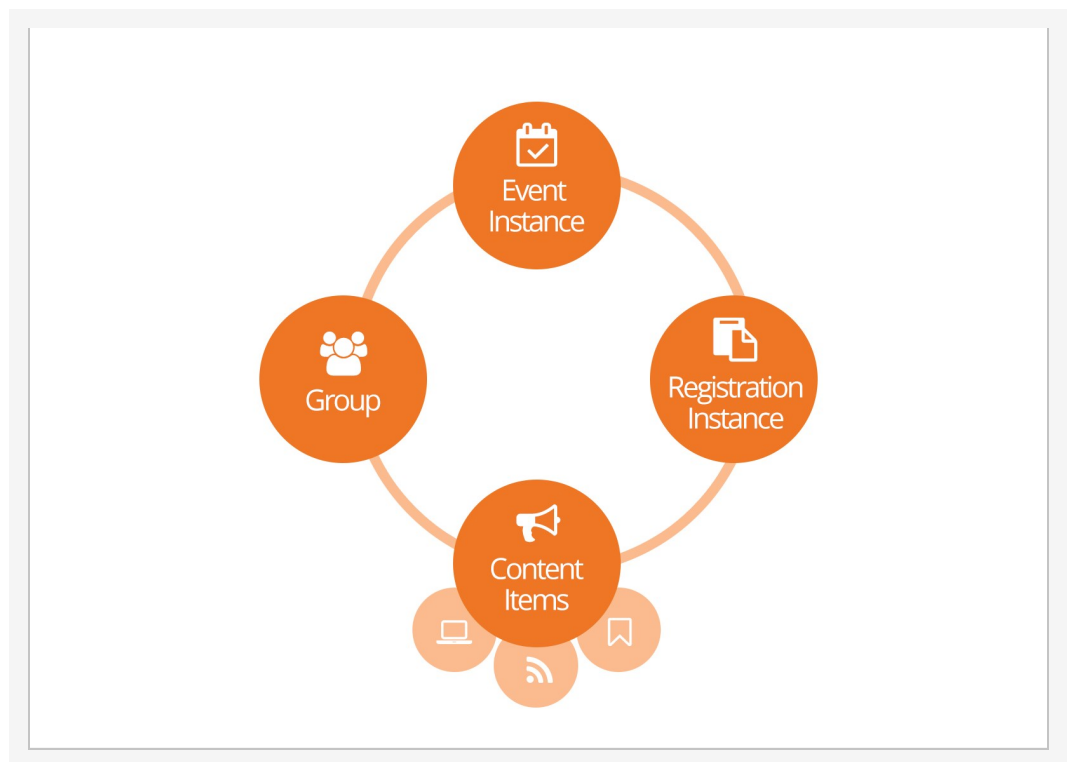 Event
Instance
Group
Registration
Instance
Content
Items